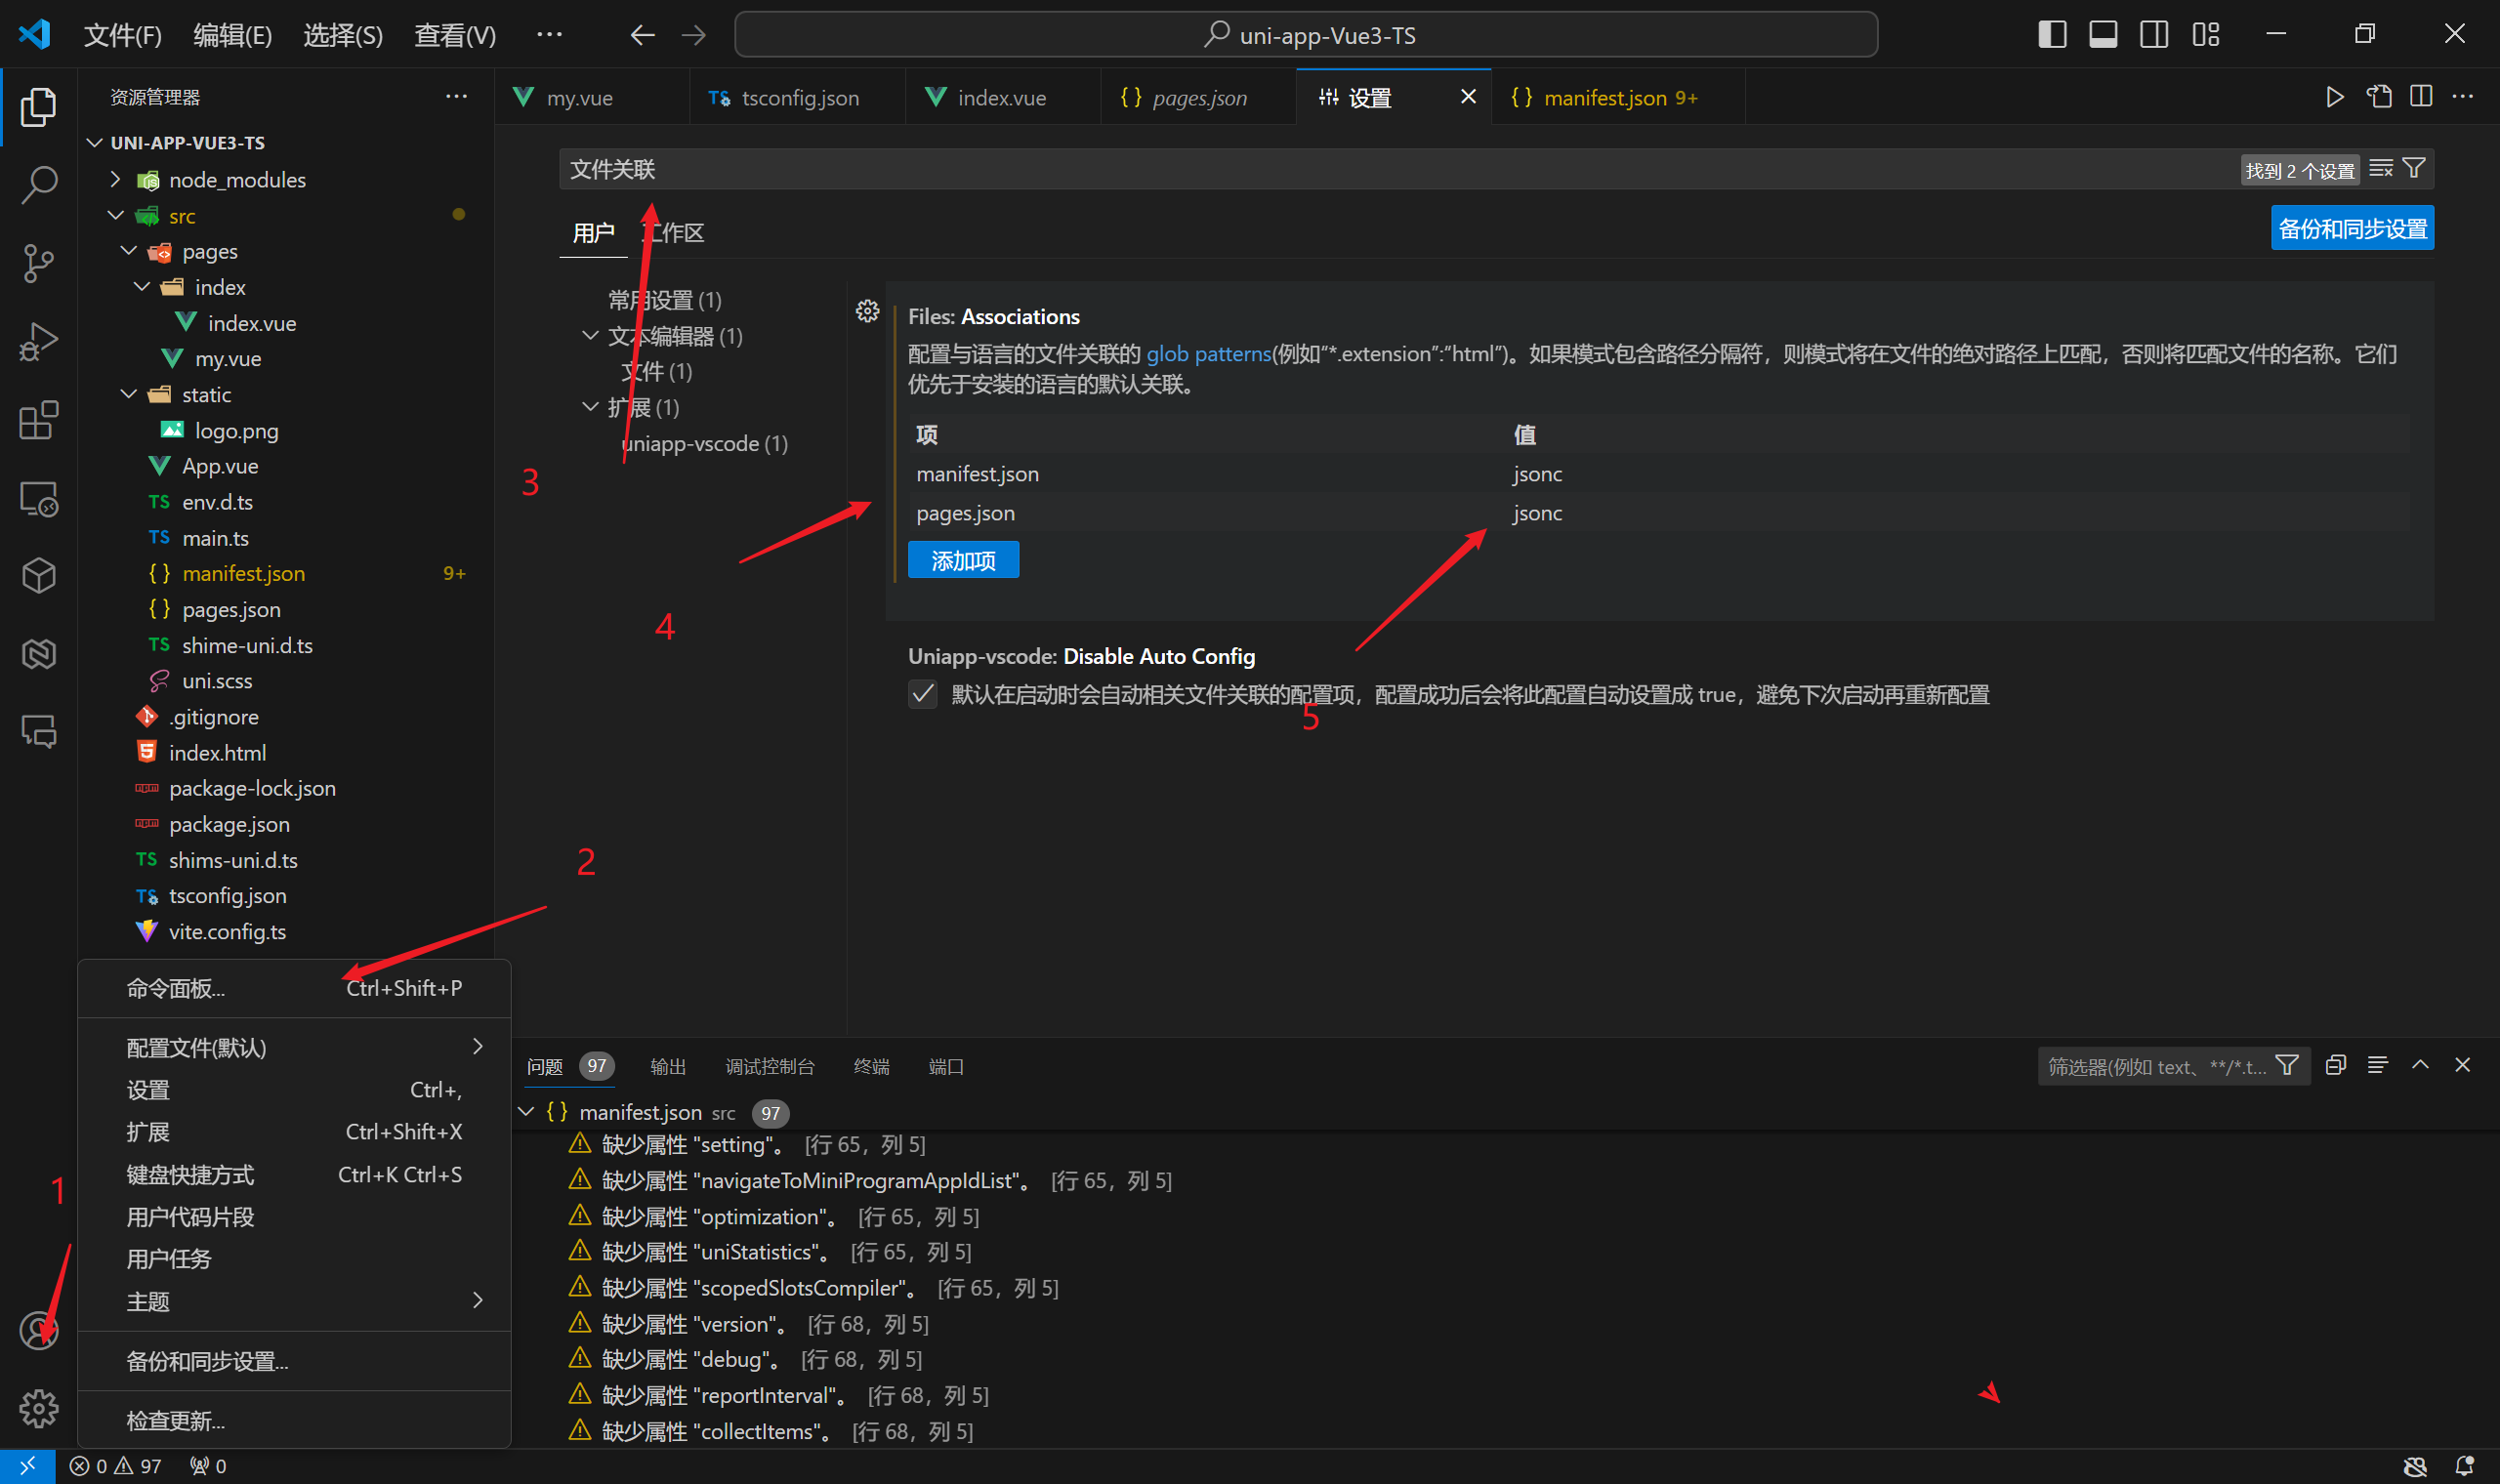 文件(F) 编辑(E) 选择(S) 查看(V) ··· uni-app-Vue3-TS
资源管理器 ···
UNI-APP-VUE3-TS
node_modules
src
pages
index
index.vue
my.vue
static
logo.png
App.vue
TS env.d.ts
TS main.ts
{ } manifest.json 9+
{ } pages.json
TS shime-uni.d.ts
uni.scss
.gitignore
index.html
package-lock.json
package.json
TS shims-uni.d.ts
TS tsconfig.json
vite.config.ts
my.vue TS tsconfig.json index.vue { } pages.json 设置 { } manifest.json 9+
文件关联 找到 2 个设置
用户 工作区 备份和同步设置
常用设置 (1)
文本编辑器 (1)
文件 (1)
扩展 (1)
uniapp-vscode (1)
Files: Associations
配置与语言的文件关联的 glob patterns(例如“*.extension”:“html”)。如果模式包含路径分隔符，则模式将在文件的绝对路径上匹配，否则将匹配文件的名称。它们
优先于安装的语言的默认关联。
项 值
manifest.json jsonc
pages.json jsonc
添加项
Uniapp-vscode: Disable Auto Config
默认在启动时会自动相关文件关联的配置项，配置成功后会将此配置自动设置成 true，避免下次启动再重新配置
3
4
5
2
1
命令面板... Ctrl+Shift+P
配置文件(默认)
设置 Ctrl+,
扩展 Ctrl+Shift+X
键盘快捷方式 Ctrl+K Ctrl+S
用户代码片段
用户任务
主题
备份和同步设置...
检查更新...
问题 97 输出 调试控制台 终端 端口 筛选器(例如 text、**/*.t...
{ } manifest.json src 97
缺少属性 "setting"。 [行 65，列 5]
缺少属性 "navigateToMiniProgramAppIdList"。 [行 65，列 5]
缺少属性 "optimization"。 [行 65，列 5]
缺少属性 "uniStatistics"。 [行 65，列 5]
缺少属性 "scopedSlotsCompiler"。 [行 65，列 5]
缺少属性 "version"。 [行 68，列 5]
缺少属性 "debug"。 [行 68，列 5]
缺少属性 "reportInterval"。 [行 68，列 5]
缺少属性 "collectItems"。 [行 68，列 5]
0 97 0